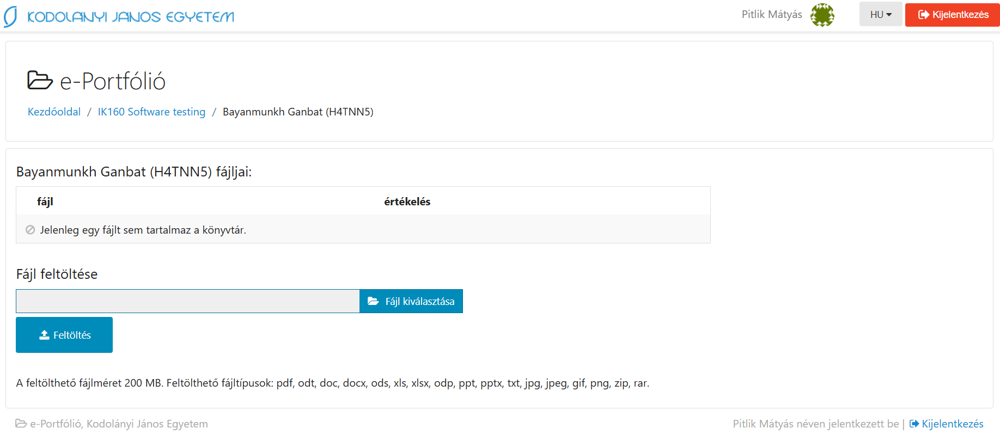 KODOLÁNYI JÁNOS EGYETEM
Pitlik Mátyás
HU
Kijelentkezés
e-Portfólió
Kezdőoldal / IK160 Software testing / Bayanmunkh Ganbat (H4TNN5)
Bayanmunkh Ganbat (H4TNN5) fájljai:
fájl értékelés
Jelenleg egy fájlt sem tartalmaz a könyvtár.
Fájl feltöltése
Fájl kiválasztása
Feltöltés
A feltölthető fájlméret 200 MB. Feltölthető fájltípusok: pdf, odt, doc, docx, ods, xls, xlsx, odp, ppt, pptx, txt, jpg, jpeg, gif, png, zip, rar.
e-Portfólió, Kodolányi János Egyetem
Pitlik Mátyás néven jelentkezett be | Kijelentkezés